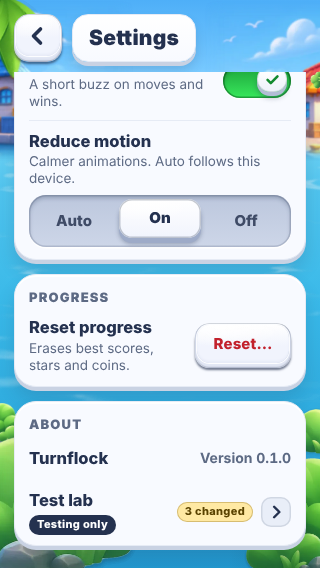 Settings
A short buzz on moves and
wins.
Reduce motion
Calmer animations. Auto follows this
device.
Auto On Off
PROGRESS
Reset progress
Erases best scores,
stars and coins.
Reset...
ABOUT
Turnflock Version 0.1.0
Test lab
Testing only
3 changed